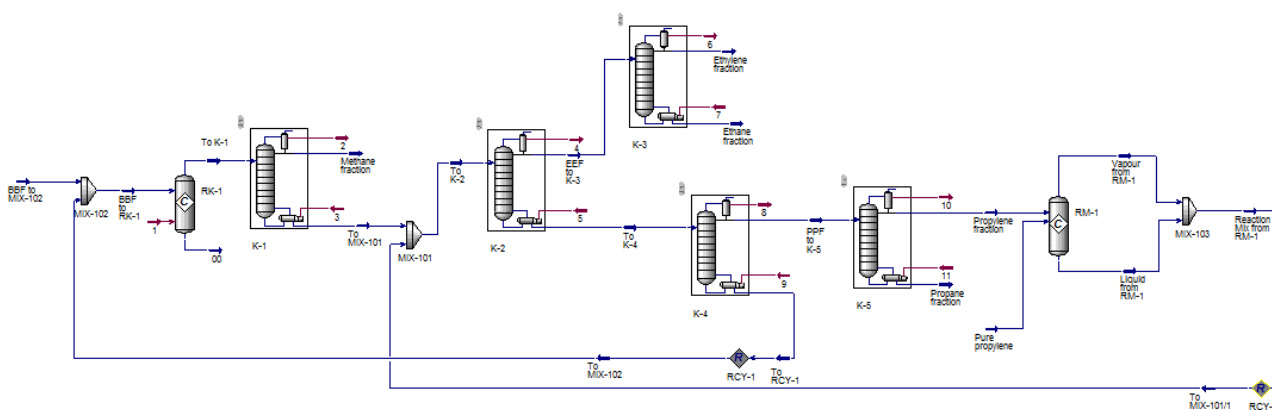 6
Ethylene
fraction
7
Ethane
fraction
K-3
To K-1
2
Methane
fraction
3
K-1
To
MIX-101
MIX-101
To
K-2
4
EEF
to
K-3
5
K-2
To
K-4
BBF to
MIX-102
MIX-102
BBF
to
RK-1
RK-1
C
1
00
8
PPF
to
K-5
9
K-4
10
Propylene
fraction
11
Propane
fraction
K-5
Vapour
from
RM-1
RM-1
C
MIX-103
Reaction
Mix from
RM-1
Liquid
from
RM-1
Pure
propylene
To
MIX-102
R
RCY-1
To
RCY-1
To
MIX-101/1
R
RCY-